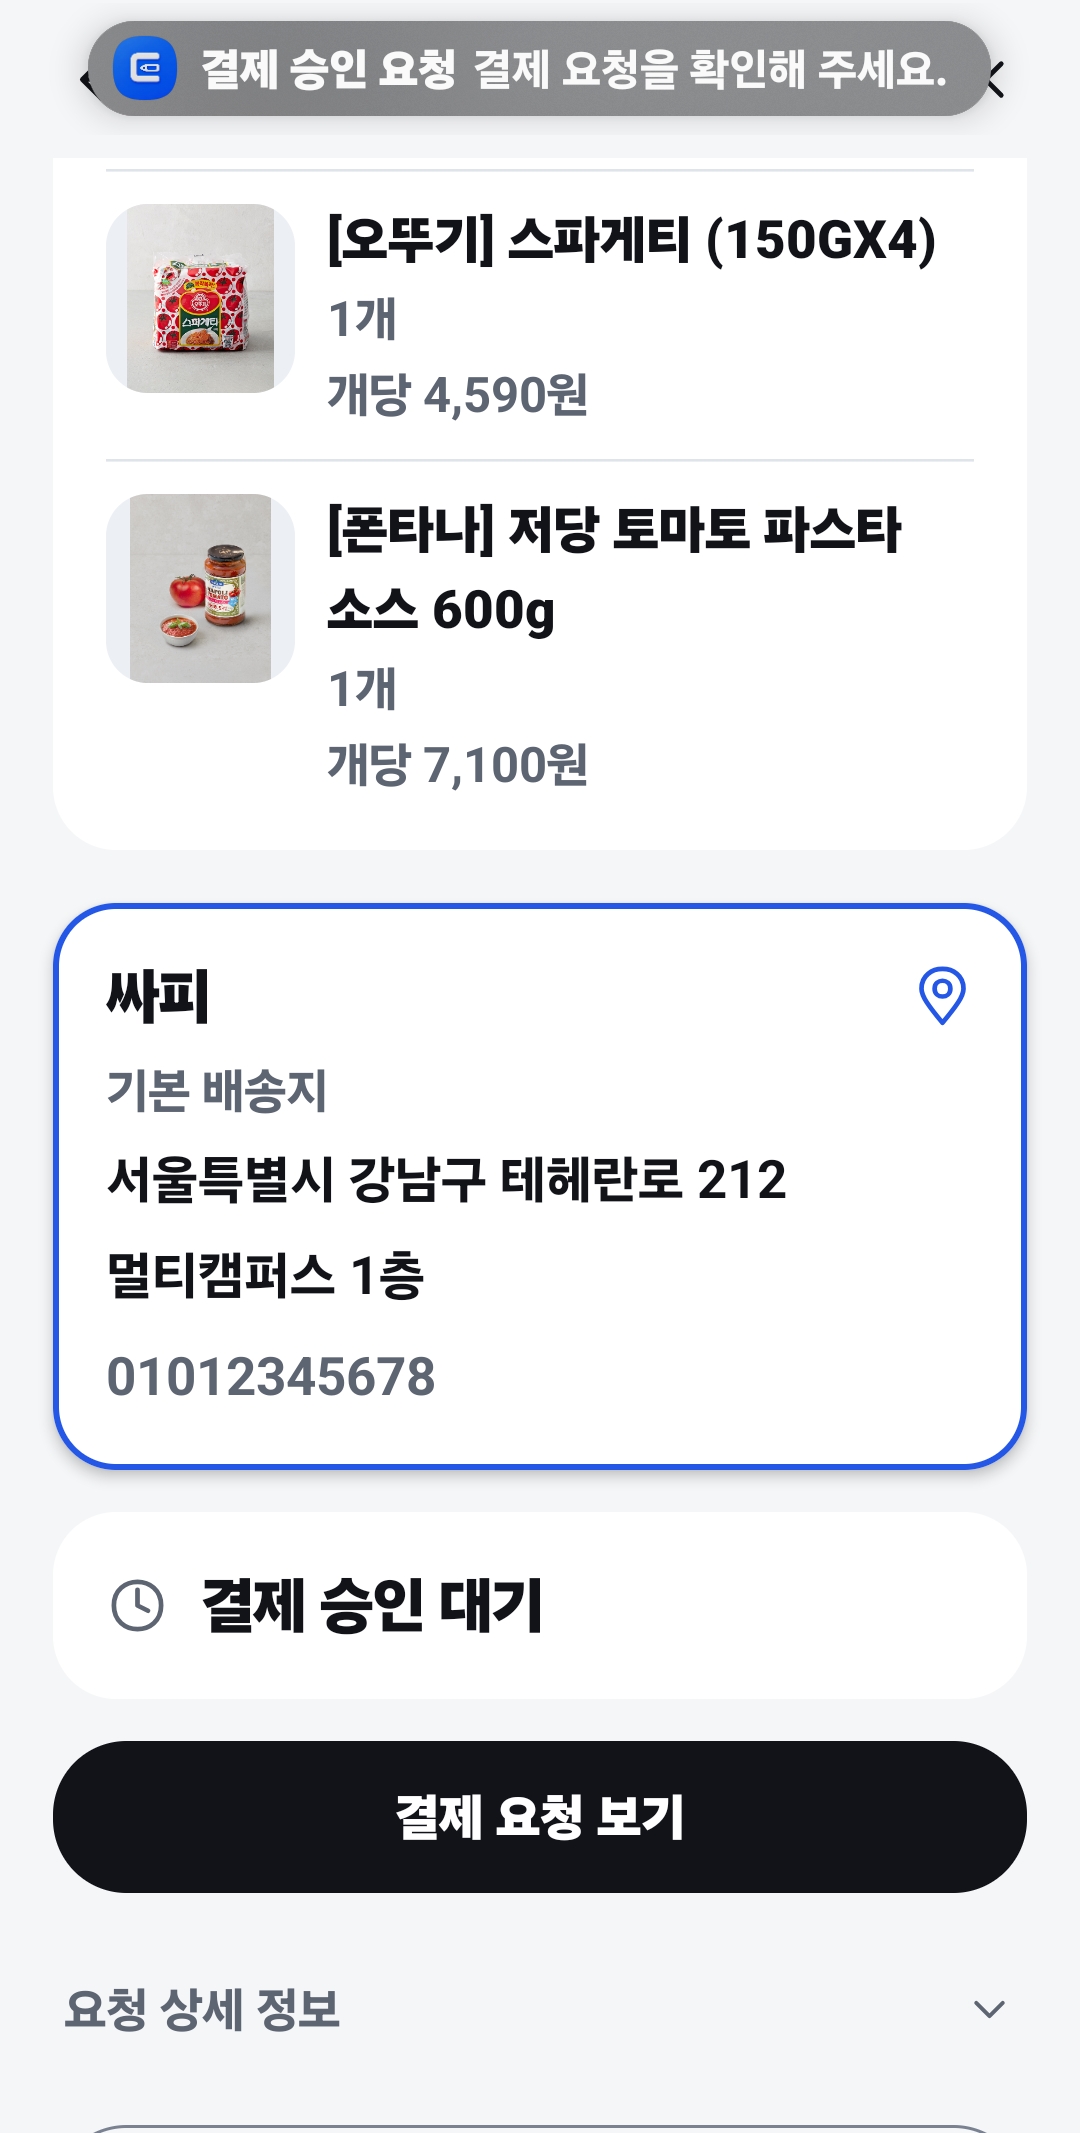 결제 승인 요청 결제 요청을 확인해 주세요.
[오뚜기] 스파게티 (150GX4)
스파게티
1개
개당 4,590원
[폰타나] 저당 토마토 파스타
소스 600g
1개
개당 7,100원
싸피
기본 배송지
서울특별시 강남구 테헤란로 212
멀티캠퍼스 1층
01012345678
결제 승인 대기
결제 요청 보기
요청 상세 정보